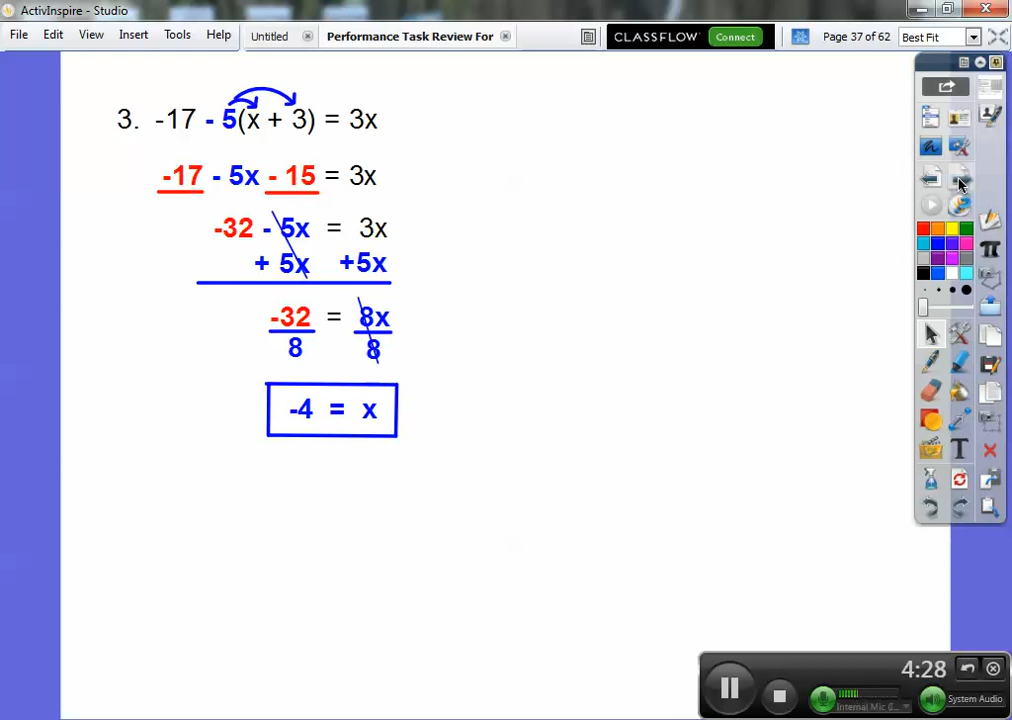 ActivInspire - Studio
File Edit View Insert Tools Help Untitled Performance Task Review For CLASSFLOW Connect Page 37 of 62 Best Fit
3. -17 - 5(x + 3) = 3x
-17 - 5x - 15 = 3x
-32 - 5x = 3x
+ 5x +5x
-32 = 8x
8 8
-4 = x
4:28
Internal Mic (
System Audio